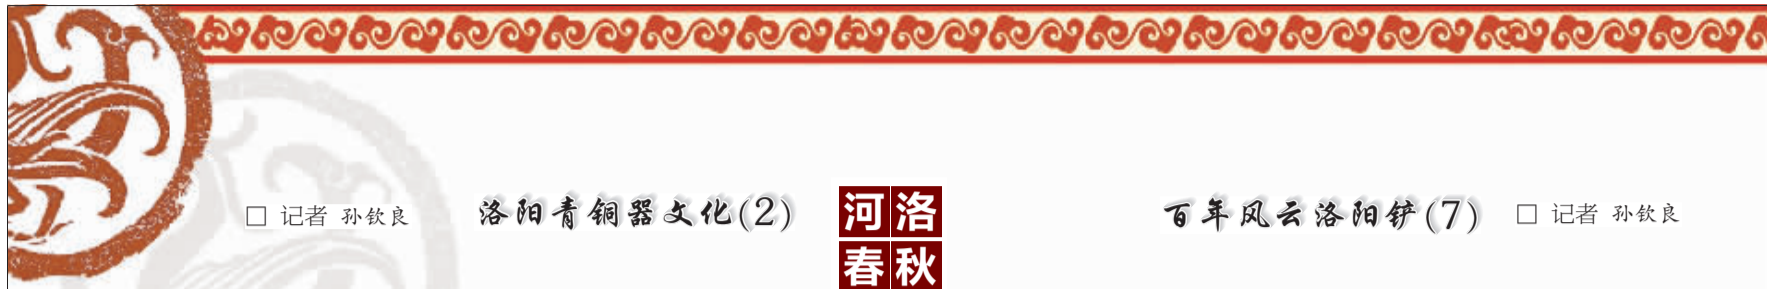 □ 记者 孙钦良
洛阳青铜器文化(2)
河洛
春秋
百年风云洛阳铲(7)
□ 记者 孙钦良